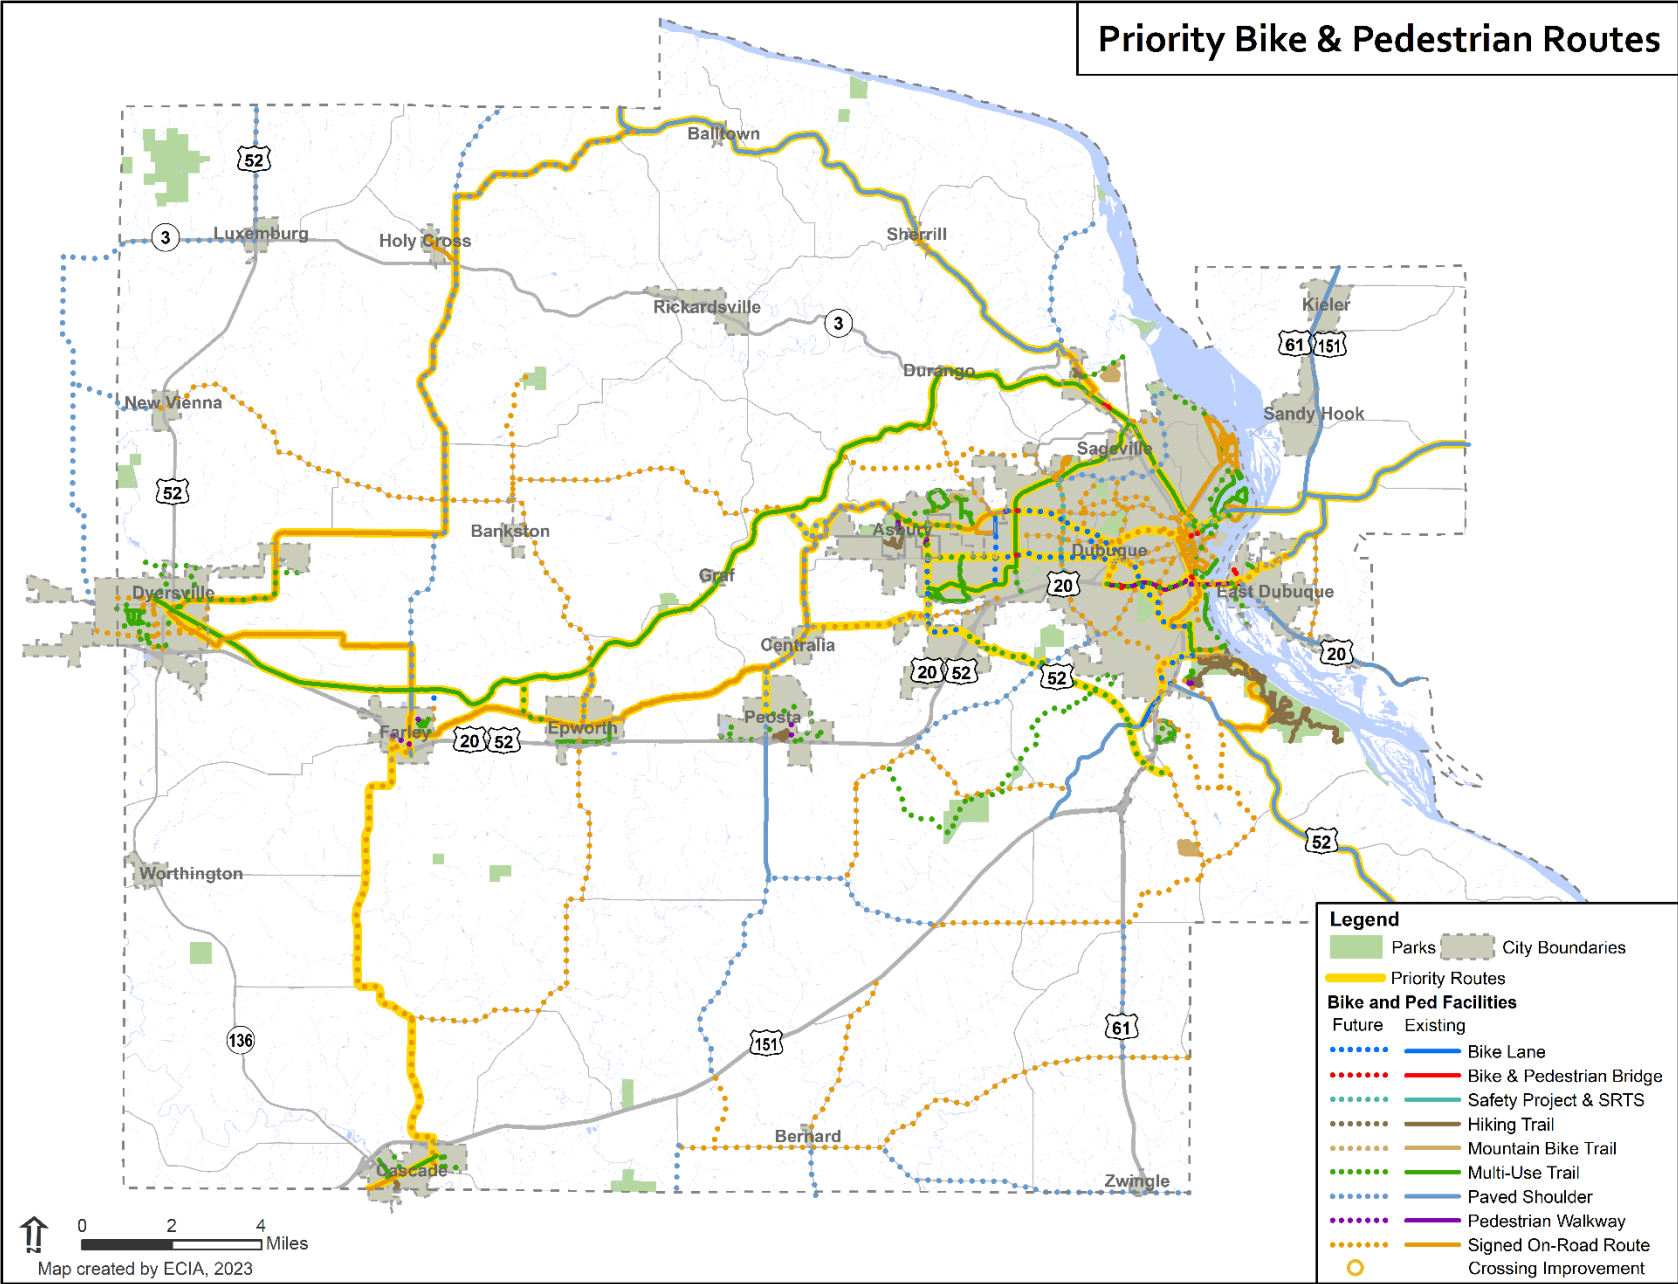 Priority Bike & Pedestrian Routes
Balltown
52
3
Luxemburg
Holy Cross
Sherrill
Rickardsville
3
Kieler
61
151
Durango
New Vienna
Sandy Hook
Sageville
52
Bankston
Asbury
Dubuque
Graf
20
Dyersville
East Dubuque
Centralia
20
52
52
20
Peosta
Farley
20
52
Epworth
52
Worthington
136
151
61
Bernard
Cascade
Zwingle
Legend
Parks
City Boundaries
Priority Routes
Bike and Ped Facilities
Future Existing
Bike Lane
Bike & Pedestrian Bridge
Safety Project & SRTS
Hiking Trail
Mountain Bike Trail
Multi-Use Trail
Paved Shoulder
Pedestrian Walkway
Signed On-Road Route
Crossing Improvement
N
0 2 4
Miles
Map created by ECIA, 2023